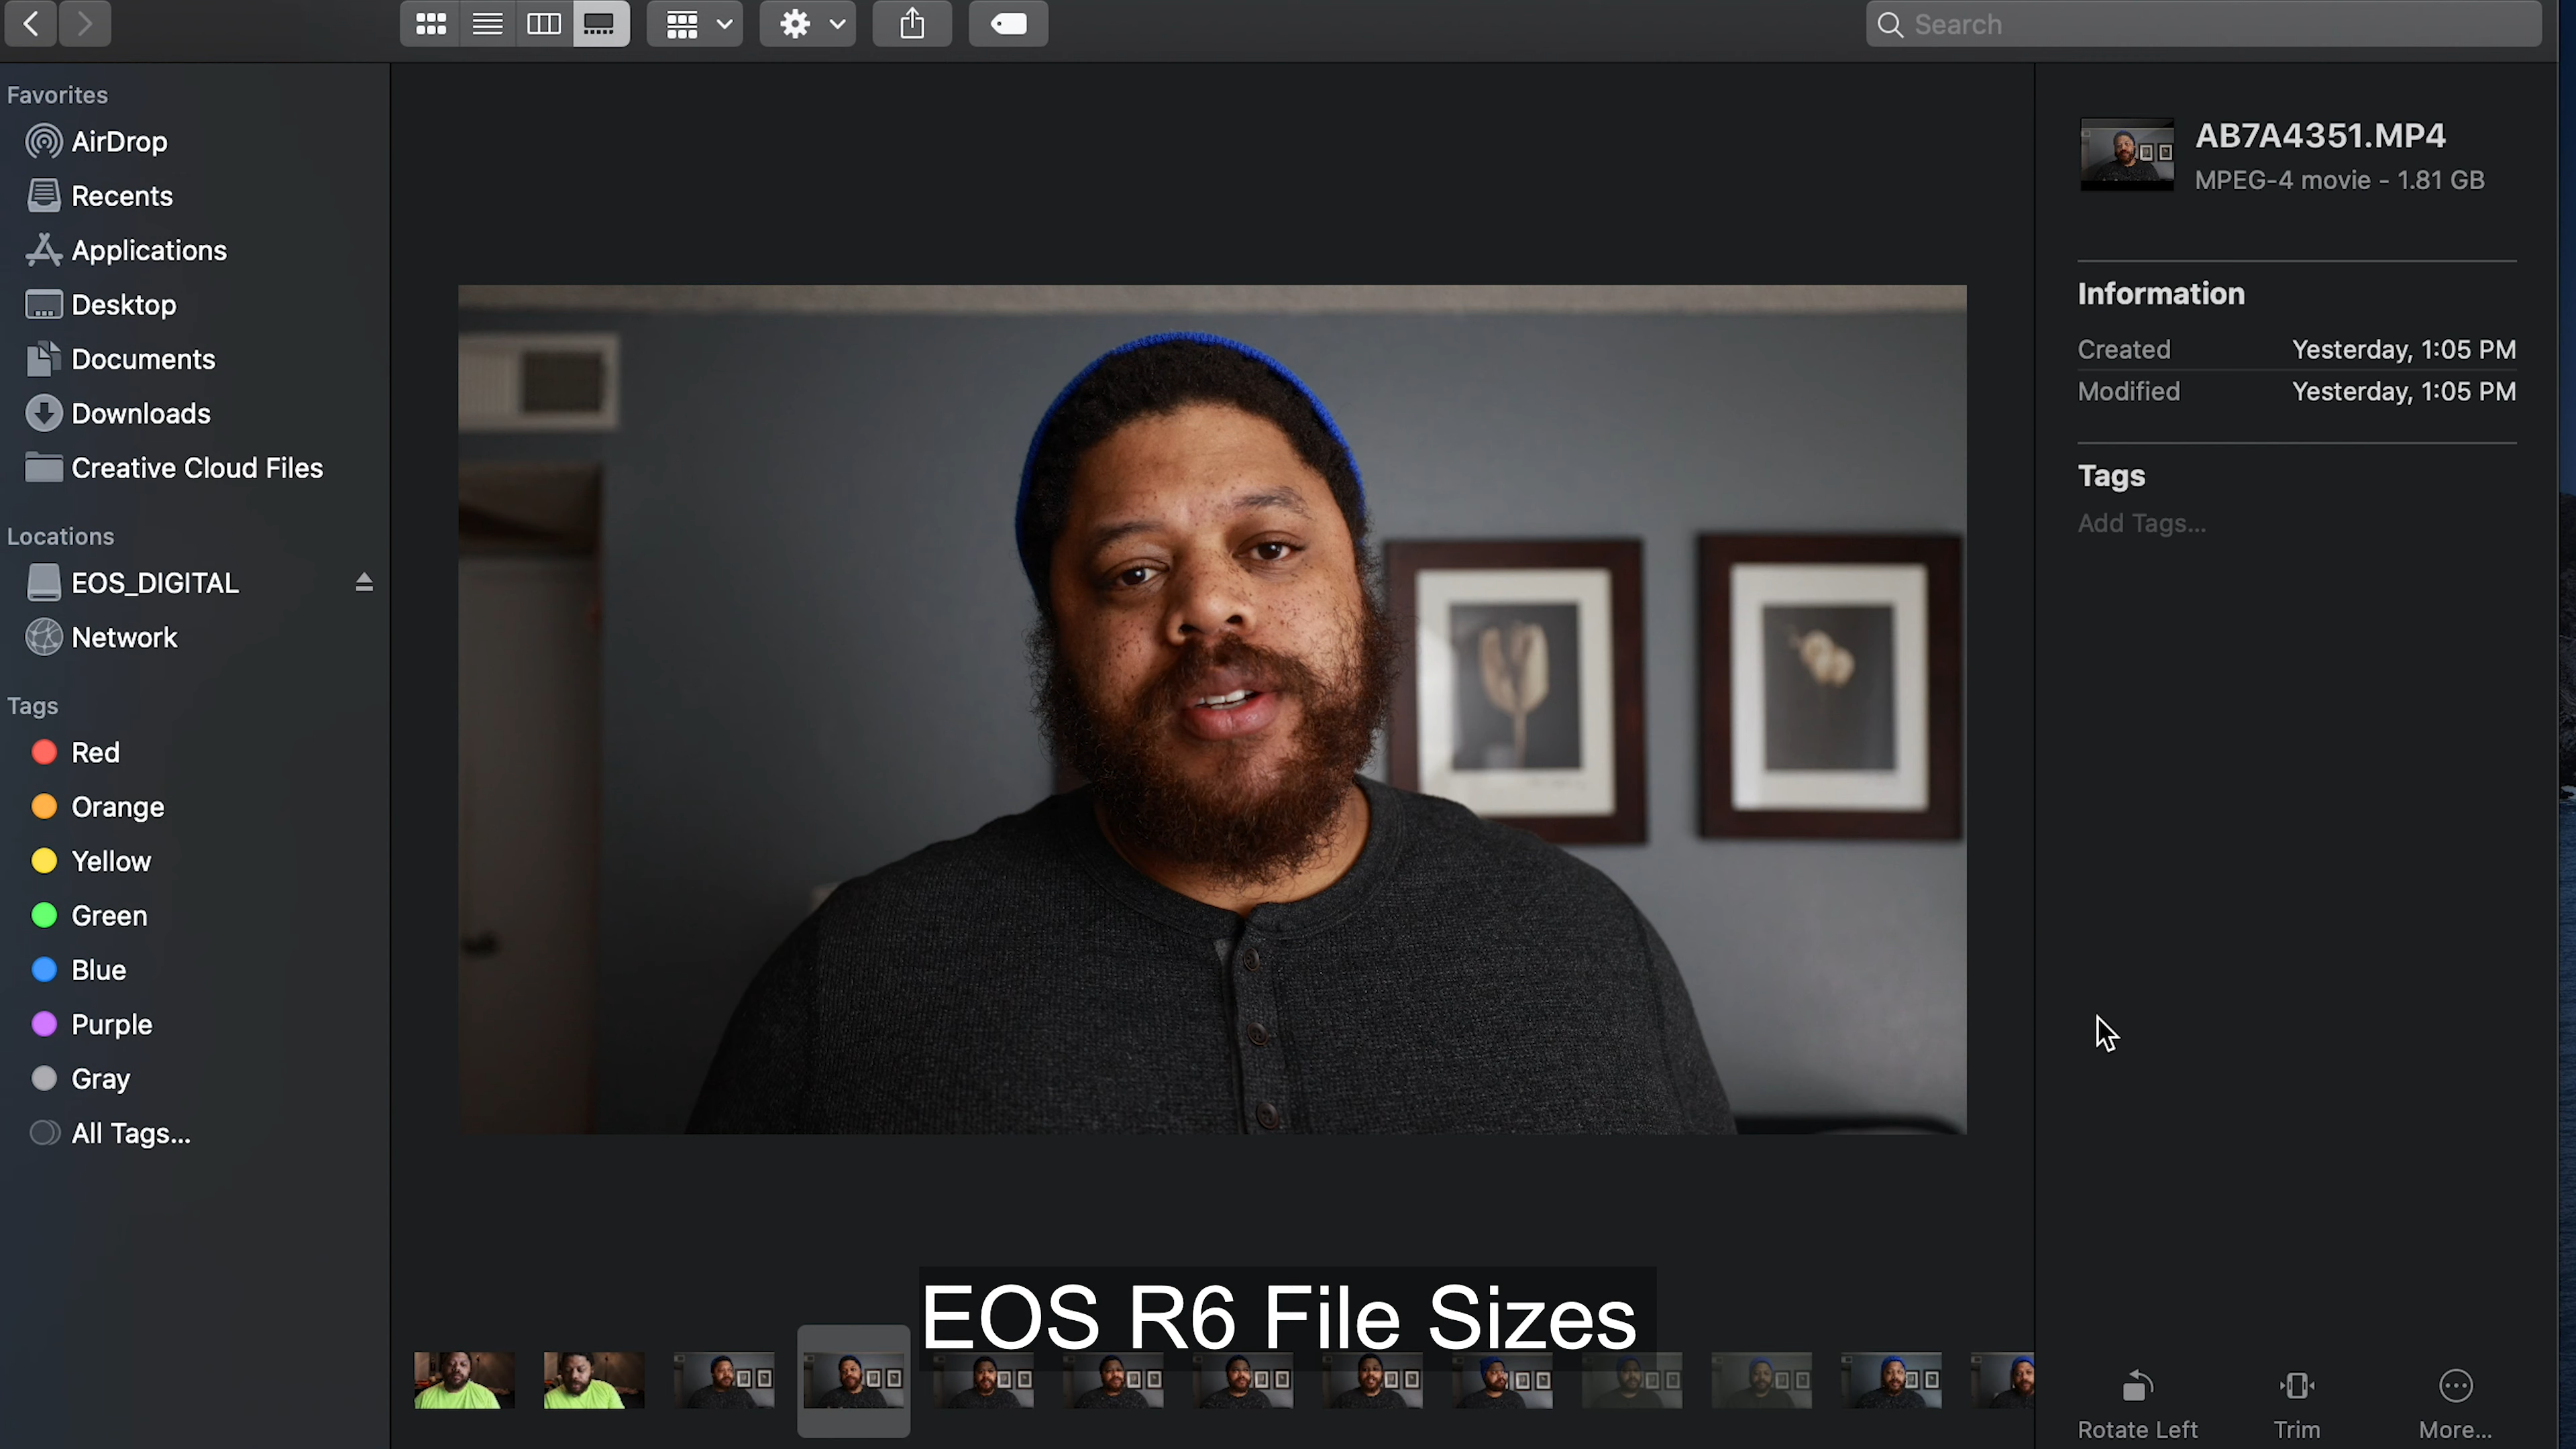 Search
Favorites
AirDrop
Recents
Applications
Desktop
Documents
Downloads
Creative Cloud Files
Locations
EOS_DIGITAL
Network
Tags
Red
Orange
Yellow
Green
Blue
Purple
Gray
All Tags...
AB7A4351.MP4
MPEG-4 movie - 1.81 GB
Information
Created Yesterday, 1:05 PM
Modified Yesterday, 1:05 PM
Tags
Add Tags...
EOS R6 File Sizes
Rotate Left
Trim
More...